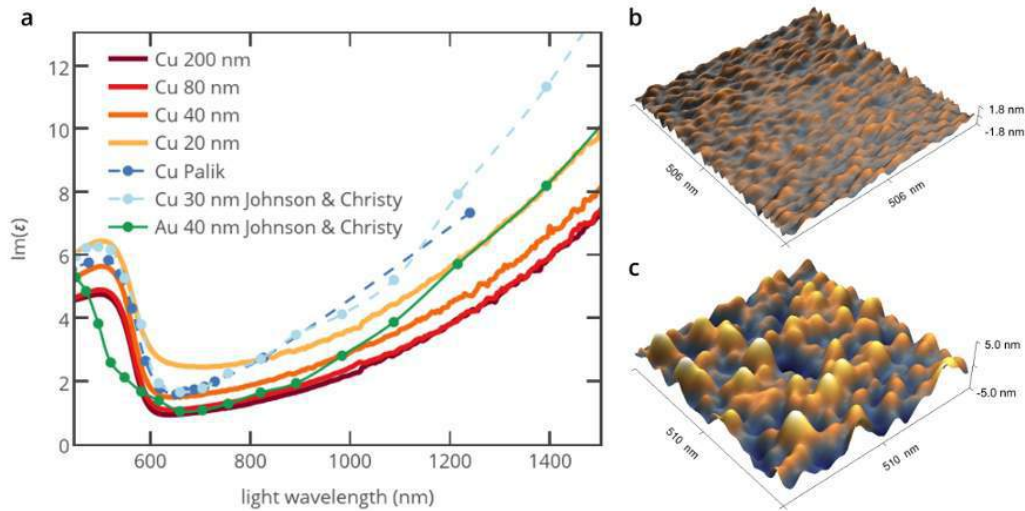 a
12
10
8
6
4
2
0
Im(ε)
Cu 200 nm
Cu 80 nm
Cu 40 nm
Cu 20 nm
Cu Palik
Cu 30 nm Johnson & Christy
Au 40 nm Johnson & Christy
600
800
1000
1200
1400
light wavelength (nm)
b
1.8 nm
-1.8 nm
506 nm
506 nm
c
5.0 nm
-5.0 nm
510 nm
510 nm